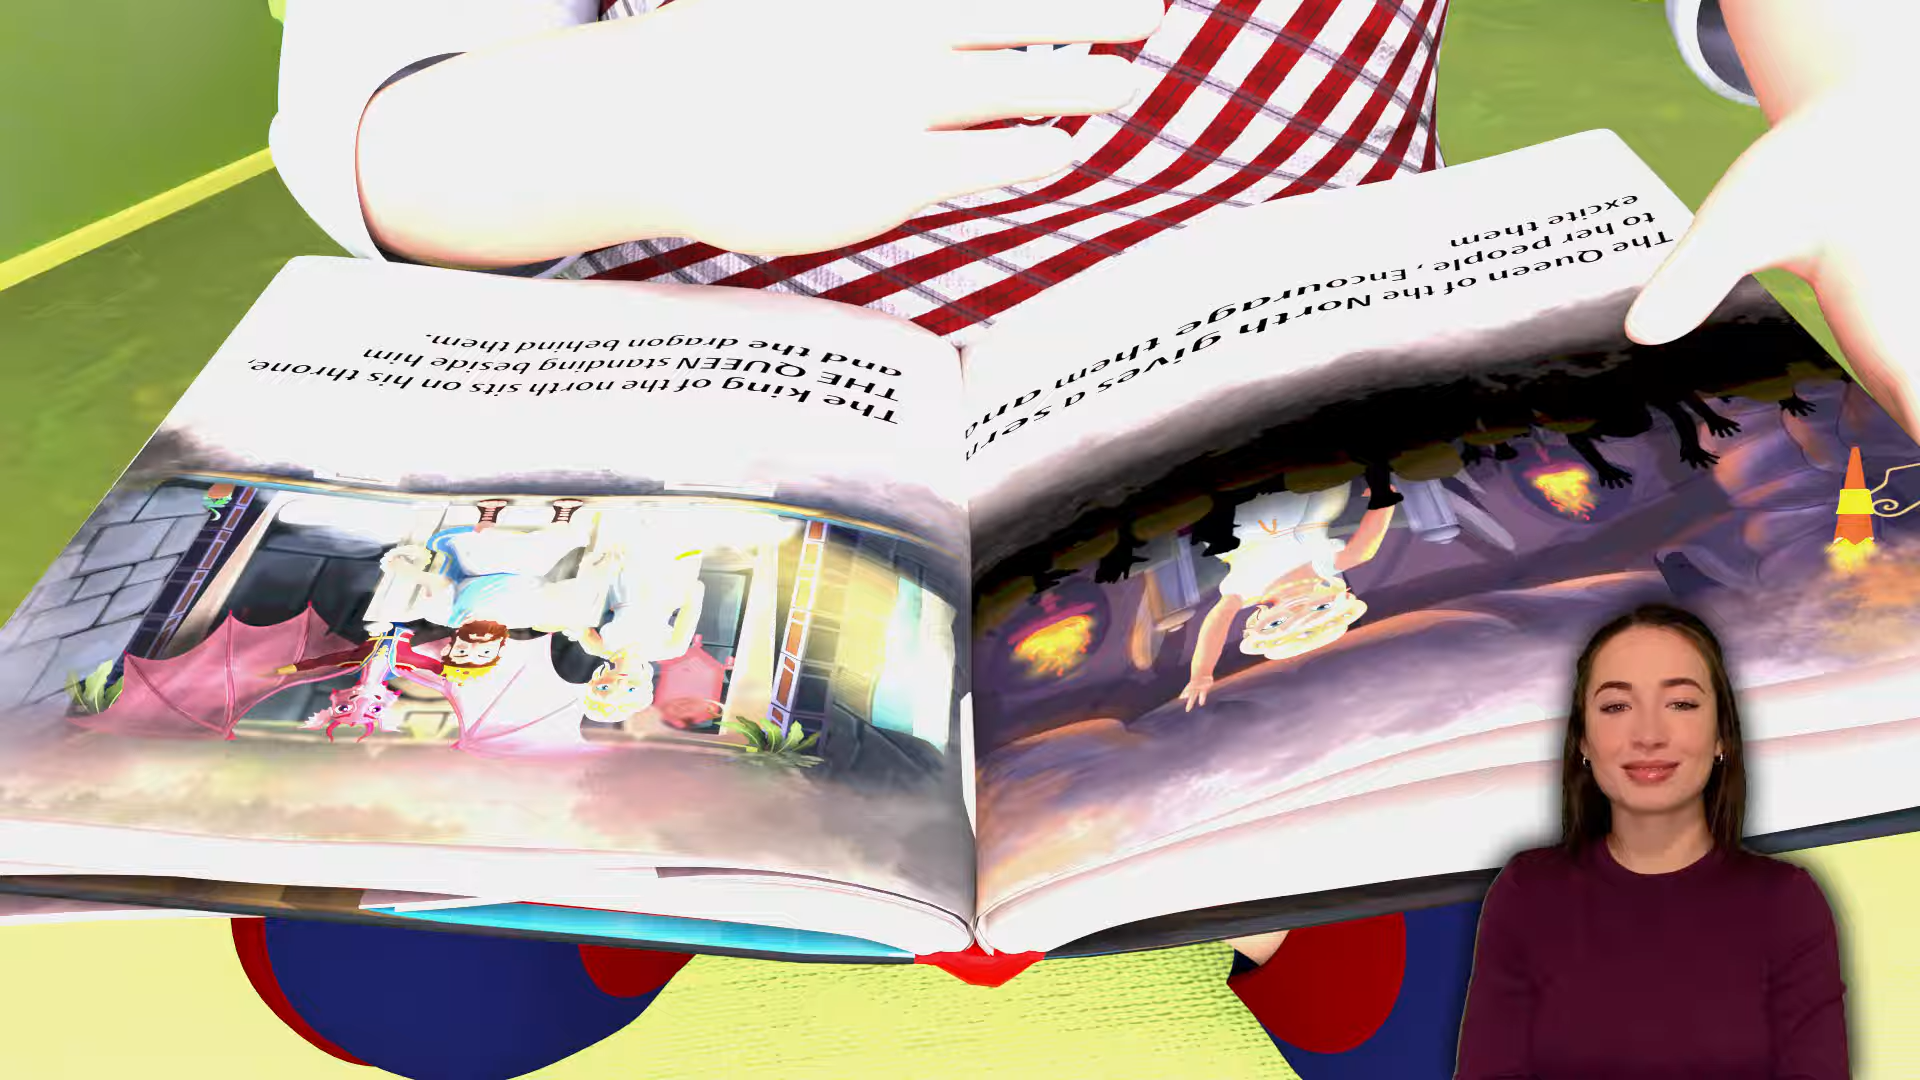 The Queen of the North gives a
to her people, Encourage them and
excite them
The king of the north sits on his throne,
THE QUEEN standing beside him
and the dragon behind them.